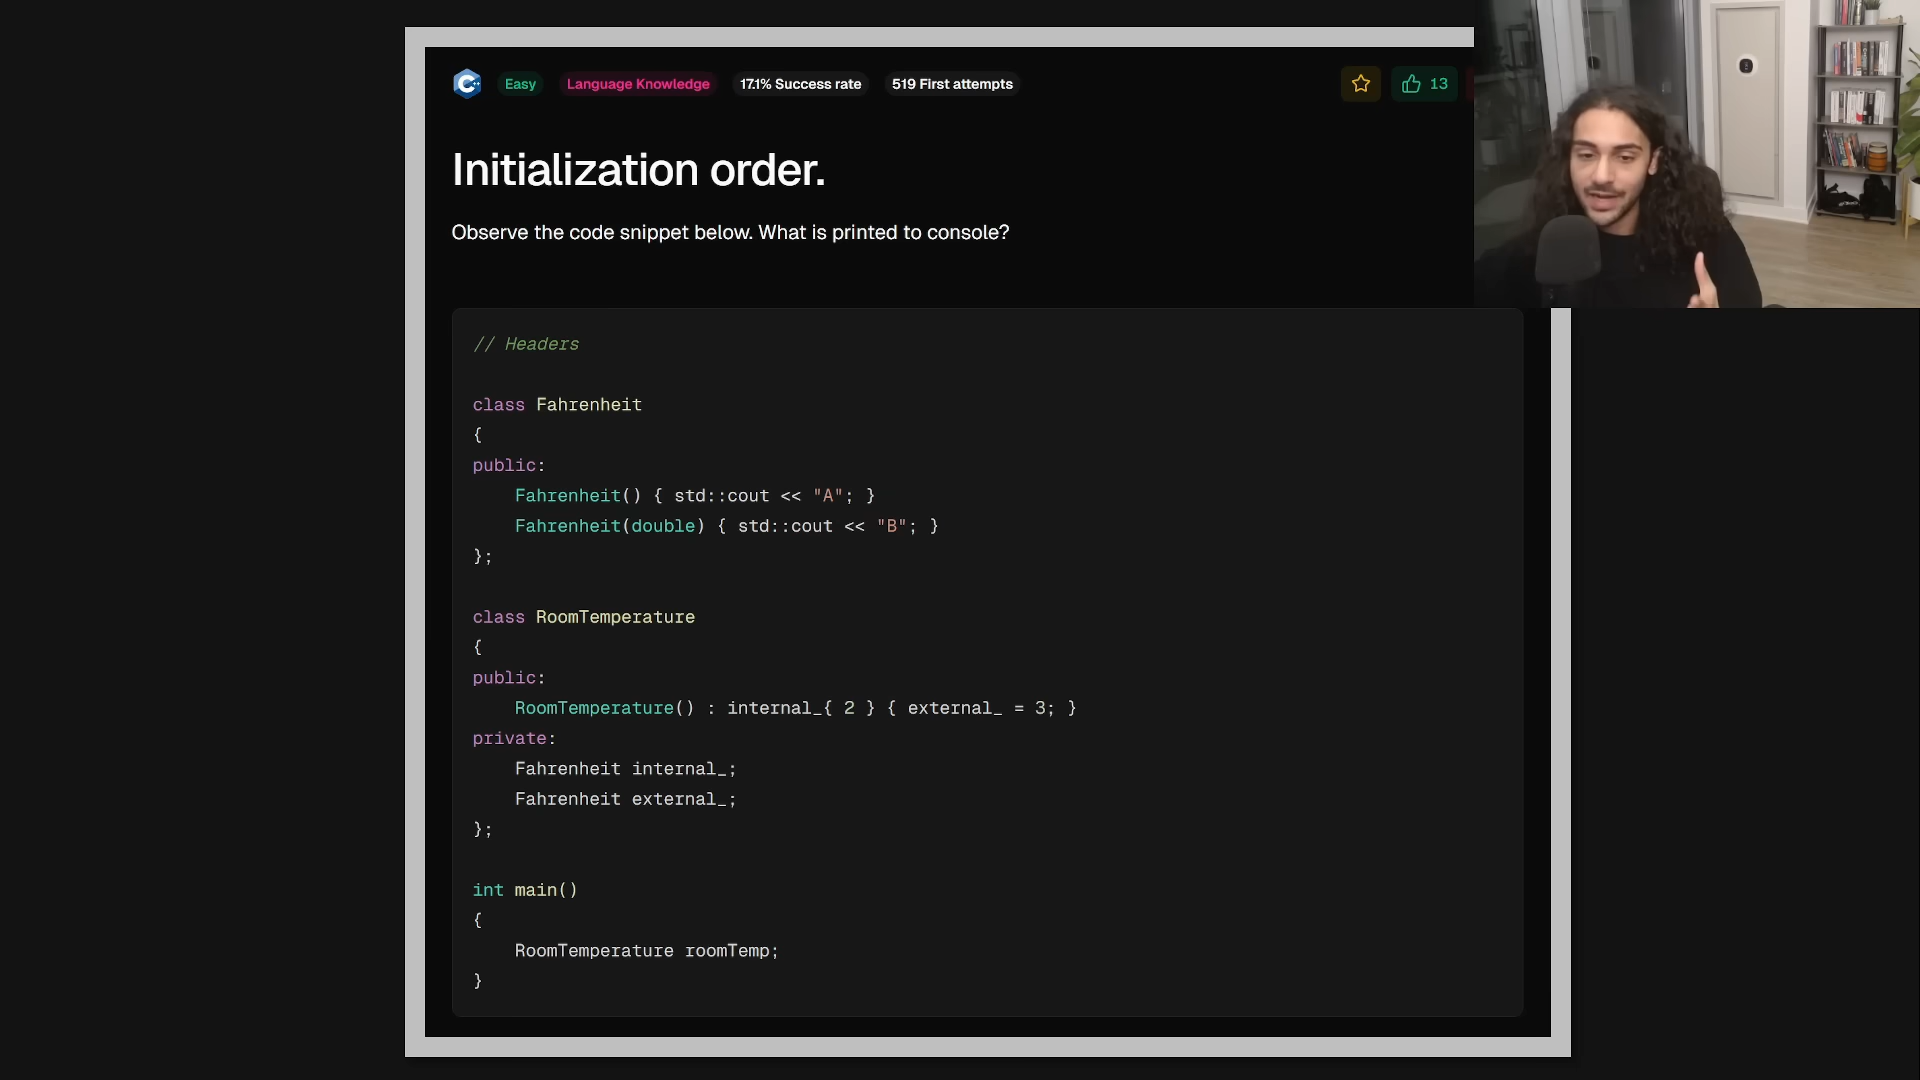 Easy Language Knowledge 17.1% Success rate 519 First attempts 13
Initialization order.
Observe the code snippet below. What is printed to console?
// Headers
class Fahrenheit
{
public:
    Fahrenheit() { std::cout << "A"; }
    Fahrenheit(double) { std::cout << "B"; }
};
class RoomTemperature
{
public:
    RoomTemperature() : internal_{ 2 } { external_ = 3; }
private:
    Fahrenheit internal_;
    Fahrenheit external_;
};
int main()
{
    RoomTemperature roomTemp;
}